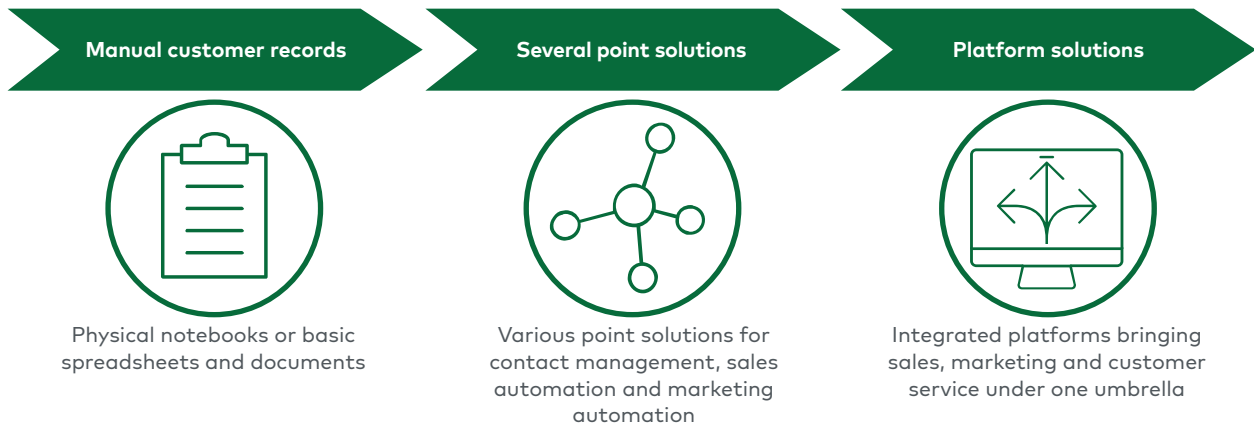 Manual customer records
Several point solutions
Platform solutions
Physical notebooks or basic
spreadsheets and documents
Various point solutions for
contact management, sales
automation and marketing
automation
Integrated platforms bringing
sales, marketing and customer
service under one umbrella